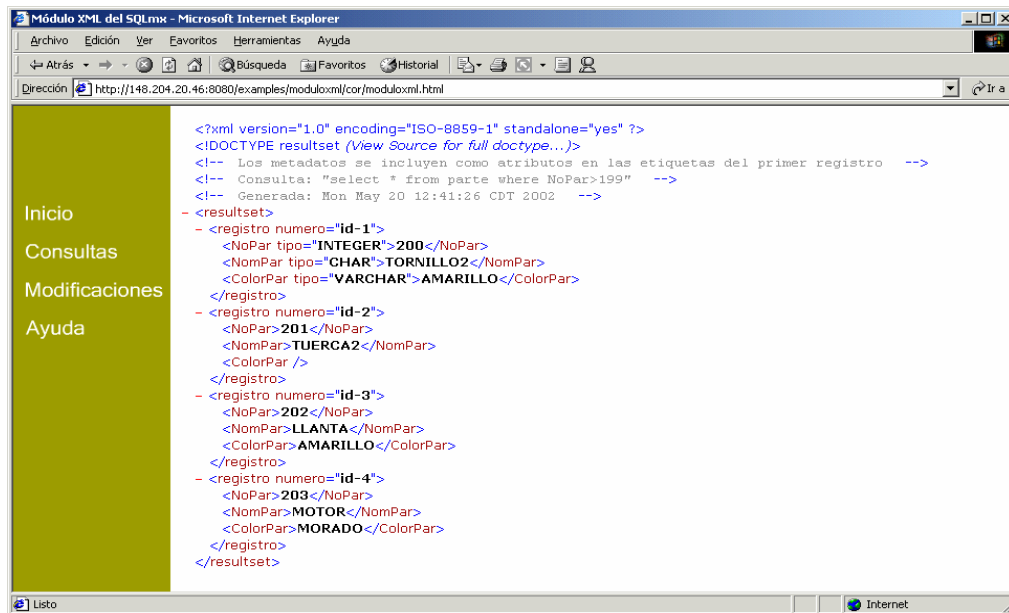 Módulo XML del SQLmx - Microsoft Internet Explorer
Archivo Edición Ver Favoritos Herramientas Ayuda
Atrás Búsqueda Favoritos Historial
Dirección http://148.204.20.46:8080/examples/moduloxml/cor/moduloxml.html Ir a
Inicio
Consultas
Modificaciones
Ayuda
<?xml version="1.0" encoding="ISO-8859-1" standalone="yes" ?>
<!DOCTYPE resultset (View Source for full doctype...)>
<!-- Los metadatos se incluyen como atributos en las etiquetas del primer registro -->
<!-- Consulta: "select * from parte where NoPar>199" -->
<!-- Generada: Mon May 20 12:41:26 CDT 2002 -->
- <resultset>
- <registro numero="id-1">
<NoPar tipo="INTEGER">200</NoPar>
<NomPar tipo="CHAR">TORNILLO2</NomPar>
<ColorPar tipo="VARCHAR">AMARILLO</ColorPar>
</registro>
- <registro numero="id-2">
<NoPar>201</NoPar>
<NomPar>TUERCA2</NomPar>
<ColorPar />
</registro>
- <registro numero="id-3">
<NoPar>202</NoPar>
<NomPar>LLANTA</NomPar>
<ColorPar>AMARILLO</ColorPar>
</registro>
- <registro numero="id-4">
<NoPar>203</NoPar>
<NomPar>MOTOR</NomPar>
<ColorPar>MORADO</ColorPar>
</registro>
</resultset>
Listo Internet